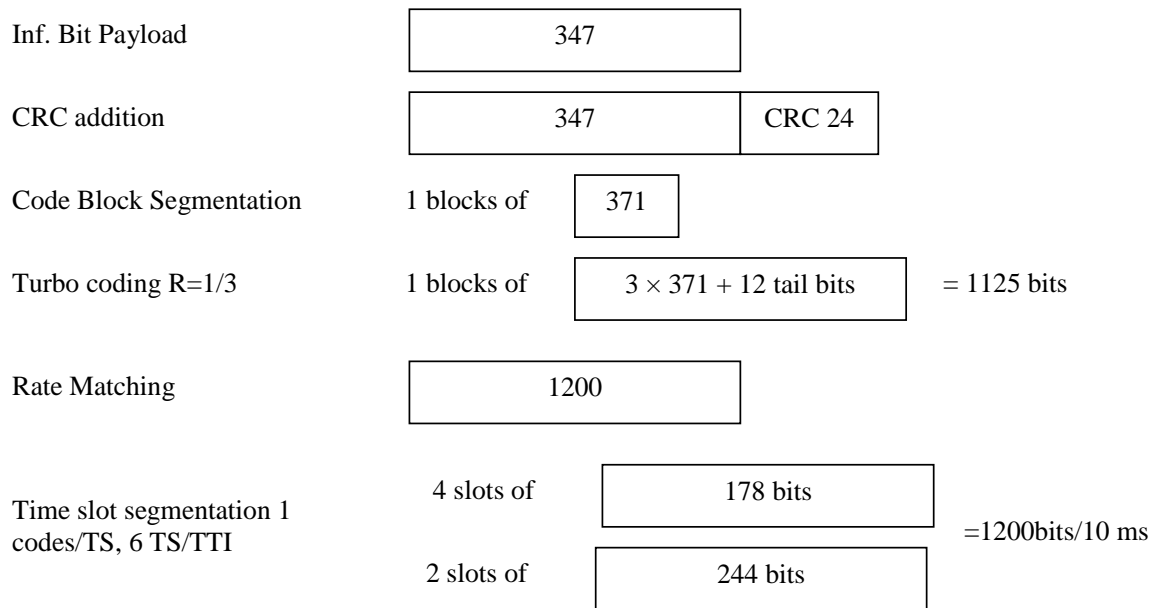 Inf. Bit Payload
347
CRC addition
347
CRC 24
Code Block Segmentation
1 blocks of
371
Turbo coding R=1/3
1 blocks of
3 × 371 + 12 tail bits
= 1125 bits
Rate Matching
1200
Time slot segmentation 1
codes/TS, 6 TS/TTI
4 slots of
178 bits
=1200bits/10 ms
2 slots of
244 bits